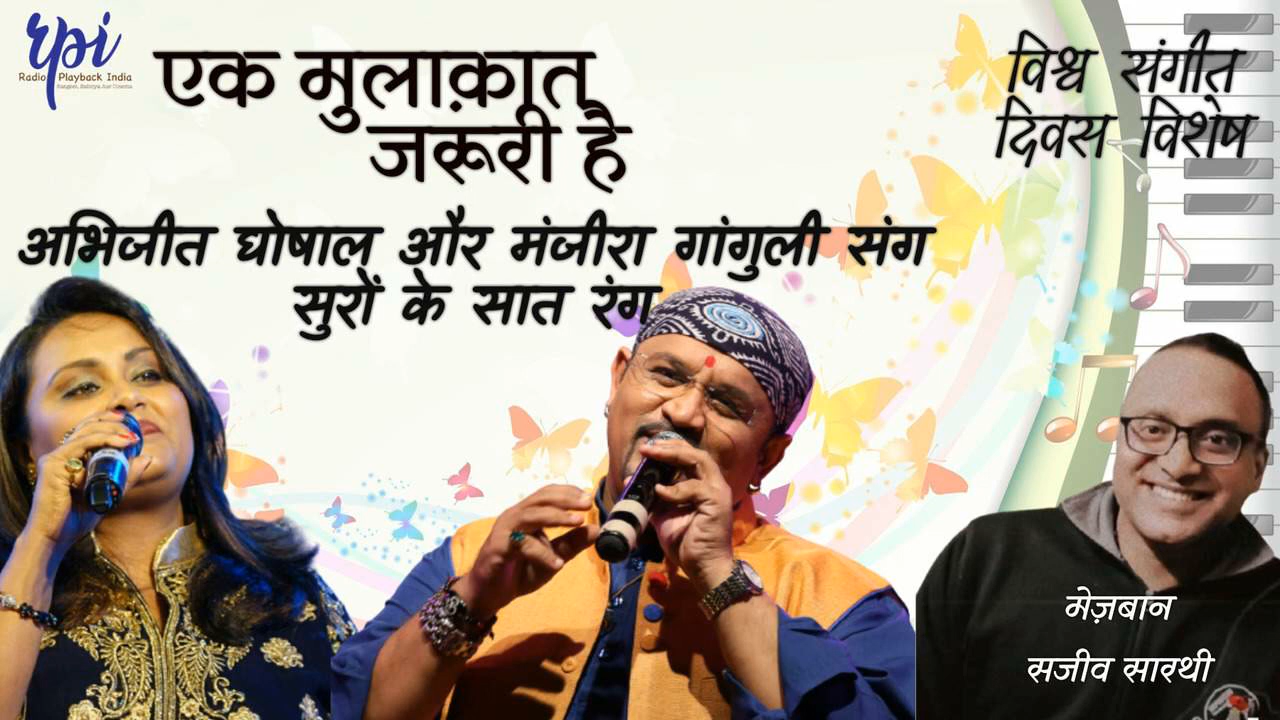 rpi
Radio Playback India
एक मुलाक़ात
जरूरी है
विश्व संगीत
दिवस विशेष
अभिजीत घोषाल और मंजीरा गांगुली संग
सुरों के सात रंग
मेज़बान
सजीव सारथी